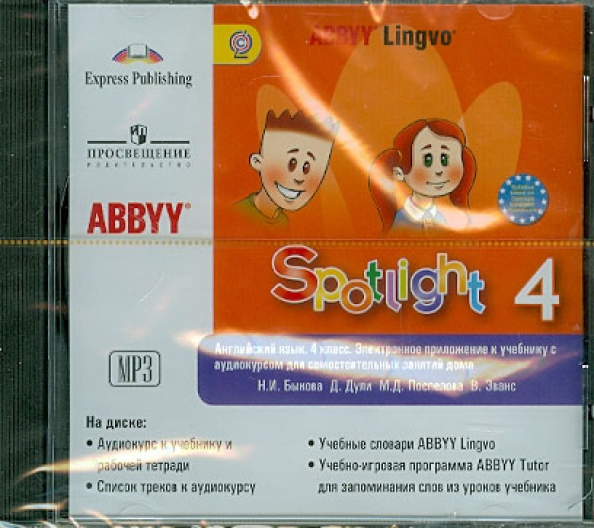 ABBYY® Lingvo®
Express Publishing
ПРОСВЕЩЕНИЕ
ИЗДАТЕЛЬСТВО
ABBYY®
Spotlight 4
Английский язык. 4 класс. Электронное приложение к учебнику с
аудиокурсом для самостоятельных занятий дома
Н.И. Быкова Д. Дули М.Д. Поспелова В. Эванс
MP3
На диске:
• Аудиокурс к учебнику и
рабочей тетради
• Список треков к аудиокурсу
• Учебные словари ABBYY Lingvo
• Учебно-игровая программа ABBYY Tutor
для запоминания слов из уроков учебника